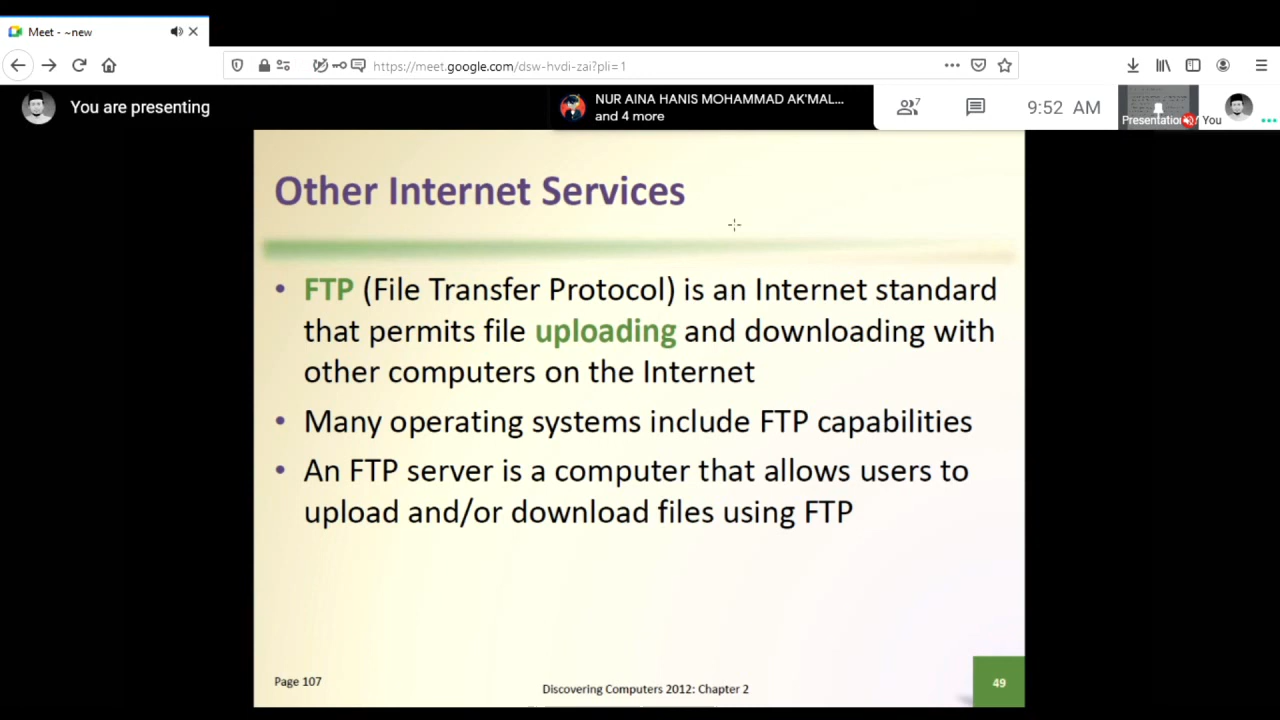 Meet - ~new
https://meet.google.com/dsw-hvdi-zai?pli=1
You are presenting
NUR AINA HANIS MOHAMMAD AK'MAL...
and 4 more
7
9:52 AM
You
Other Internet Services
• FTP (File Transfer Protocol) is an Internet standard
that permits file uploading and downloading with
other computers on the Internet
• Many operating systems include FTP capabilities
• An FTP server is a computer that allows users to
upload and/or download files using FTP
Page 107
Discovering Computers 2012: Chapter 2
49